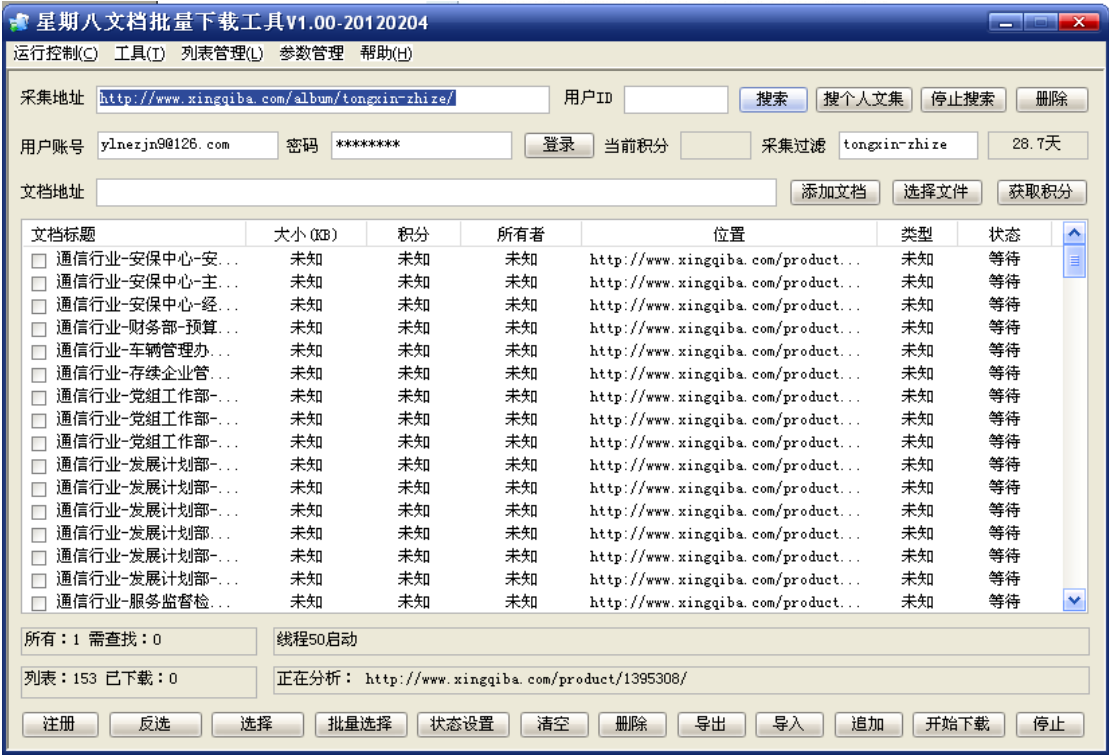 星期八文档批量下载工具V1.00-20120204
运行控制(C) 工具(T) 列表管理(L) 参数管理 帮助(H)
采集地址 http://www.xingqiba.com/album/tongxin-zhize/ 用户ID 搜索 搜个人文集 停止搜索 删除
用户账号 ylnezjn9@126.com 密码 ******** 登录 当前积分 采集过滤 tongxin-zhize 28.7天
文档地址 添加文档 选择文件 获取积分
文档标题 大小(KB) 积分 所有者 位置 类型 状态
通信行业-安保中心-安... 未知 未知 未知 http://www.xingqiba.com/product... 未知 等待
通信行业-安保中心-主... 未知 未知 未知 http://www.xingqiba.com/product... 未知 等待
通信行业-安保中心-经... 未知 未知 未知 http://www.xingqiba.com/product... 未知 等待
通信行业-财务部-预算... 未知 未知 未知 http://www.xingqiba.com/product... 未知 等待
通信行业-车辆管理办... 未知 未知 未知 http://www.xingqiba.com/product... 未知 等待
通信行业-存续企业管... 未知 未知 未知 http://www.xingqiba.com/product... 未知 等待
通信行业-党组工作部-... 未知 未知 未知 http://www.xingqiba.com/product... 未知 等待
通信行业-党组工作部-... 未知 未知 未知 http://www.xingqiba.com/product... 未知 等待
通信行业-党组工作部-... 未知 未知 未知 http://www.xingqiba.com/product... 未知 等待
通信行业-发展计划部-... 未知 未知 未知 http://www.xingqiba.com/product... 未知 等待
通信行业-发展计划部-... 未知 未知 未知 http://www.xingqiba.com/product... 未知 等待
通信行业-发展计划部-... 未知 未知 未知 http://www.xingqiba.com/product... 未知 等待
通信行业-发展计划部... 未知 未知 未知 http://www.xingqiba.com/product... 未知 等待
通信行业-发展计划部-... 未知 未知 未知 http://www.xingqiba.com/product... 未知 等待
通信行业-发展计划部-... 未知 未知 未知 http://www.xingqiba.com/product... 未知 等待
通信行业-服务监督检... 未知 未知 未知 http://www.xingqiba.com/product... 未知 等待
所有：1 需查找：0 线程50启动
列表：153 已下载：0 正在分析： http://www.xingqiba.com/product/1395308/
注册 反选 选择 批量选择 状态设置 清空 删除 导出 导入 追加 开始下载 停止